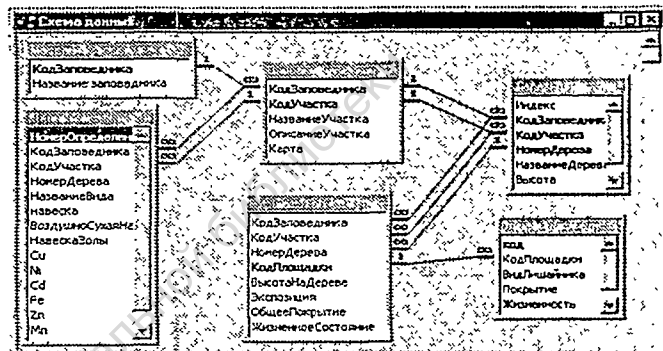 Схема данных
КодЗаповедника
Название заповедника
КодЗаповедника
КодУчастка
НазваниеУчастка
ОписаниеУчастка
Карта
Индекс
КодЗаповедник
КодУчастка
НомерДерева
НазваниеДерев
Высота
КодЗаповедника
КодУчастка
НомерДерева
НазваниеВида
навеска
ВоздушноСухаяНа
НавескаЗолы
Cu
Ni
Cd
Fe
Zn
Mn
КодЗаповедника
КодУчастка
НомерДерева
КодПлощадки
ВысотаНаДереве
Экспозиция
ОбщееПокрытие
ЖизненноеСостояние
код
КодПлощадки
ВидЛишайника
Покрытие
Жизненность